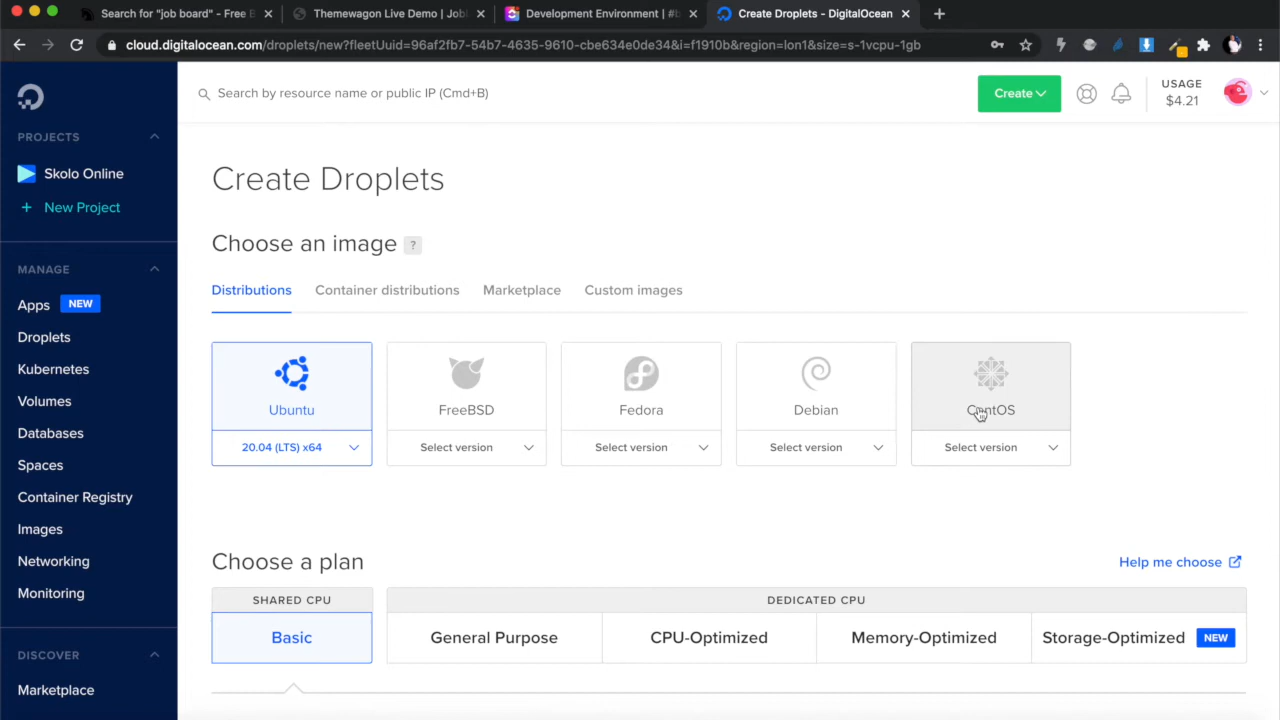 Search for "job board" - Free E
Themewagon Live Demo | Jobl
Development Environment | #b
Create Droplets - DigitalOcean
cloud.digitalocean.com/droplets/new?fleetUuid=96af2fb7-54b7-4635-9610-cbe634e0de34&i=f1910b&region=lon1&size=s-1vcpu-1gb
Search by resource name or public IP (Cmd+B)
Create
USAGE
$4.21
PROJECTS
Skolo Online
+ New Project
MANAGE
Apps NEW
Droplets
Kubernetes
Volumes
Databases
Spaces
Container Registry
Images
Networking
Monitoring
DISCOVER
Marketplace
Create Droplets
Choose an image ?
Distributions Container distributions Marketplace Custom images
Ubuntu FreeBSD Fedora Debian CentOS
20.04 (LTS) x64 Select version Select version Select version Select version
Choose a plan
Help me choose
SHARED CPU DEDICATED CPU
Basic General Purpose CPU-Optimized Memory-Optimized Storage-Optimized NEW